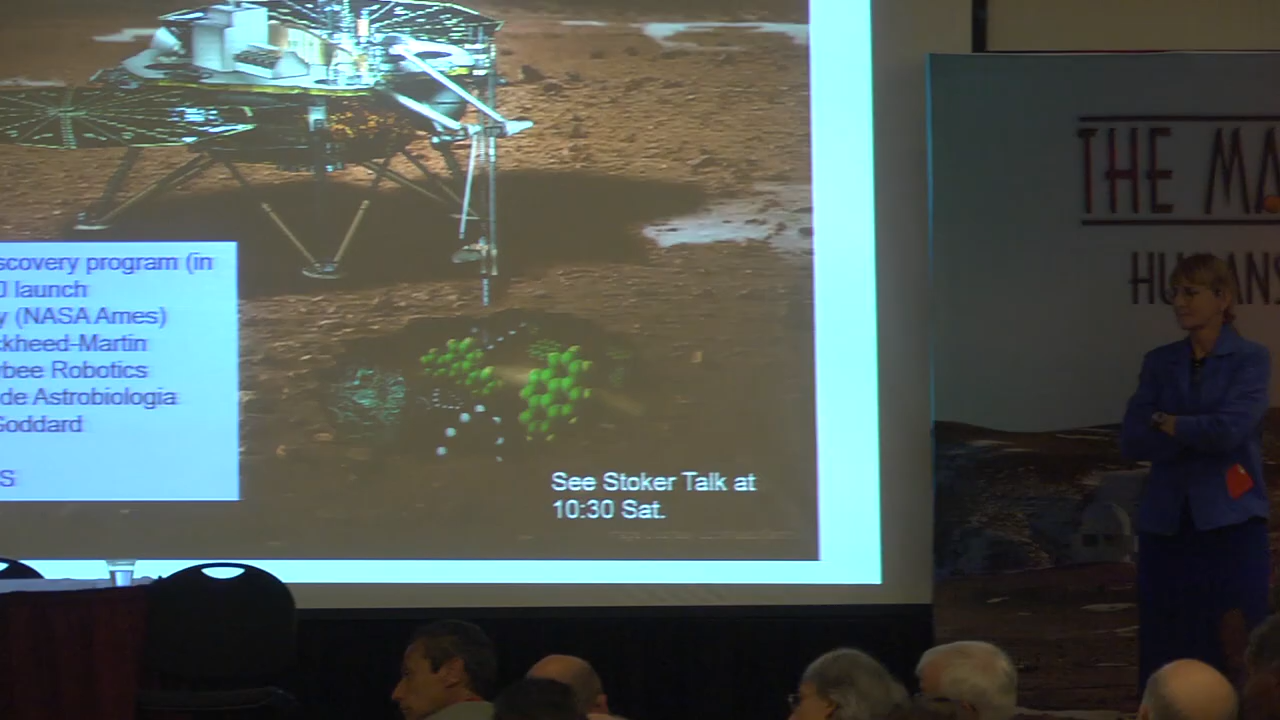 scovery program (in
J launch
y (NASA Ames)
ckheed-Martin
ybee Robotics
de Astrobiologia
Goddard
S
See Stoker Talk at
10:30 Sat.
THE MA
HUMANS